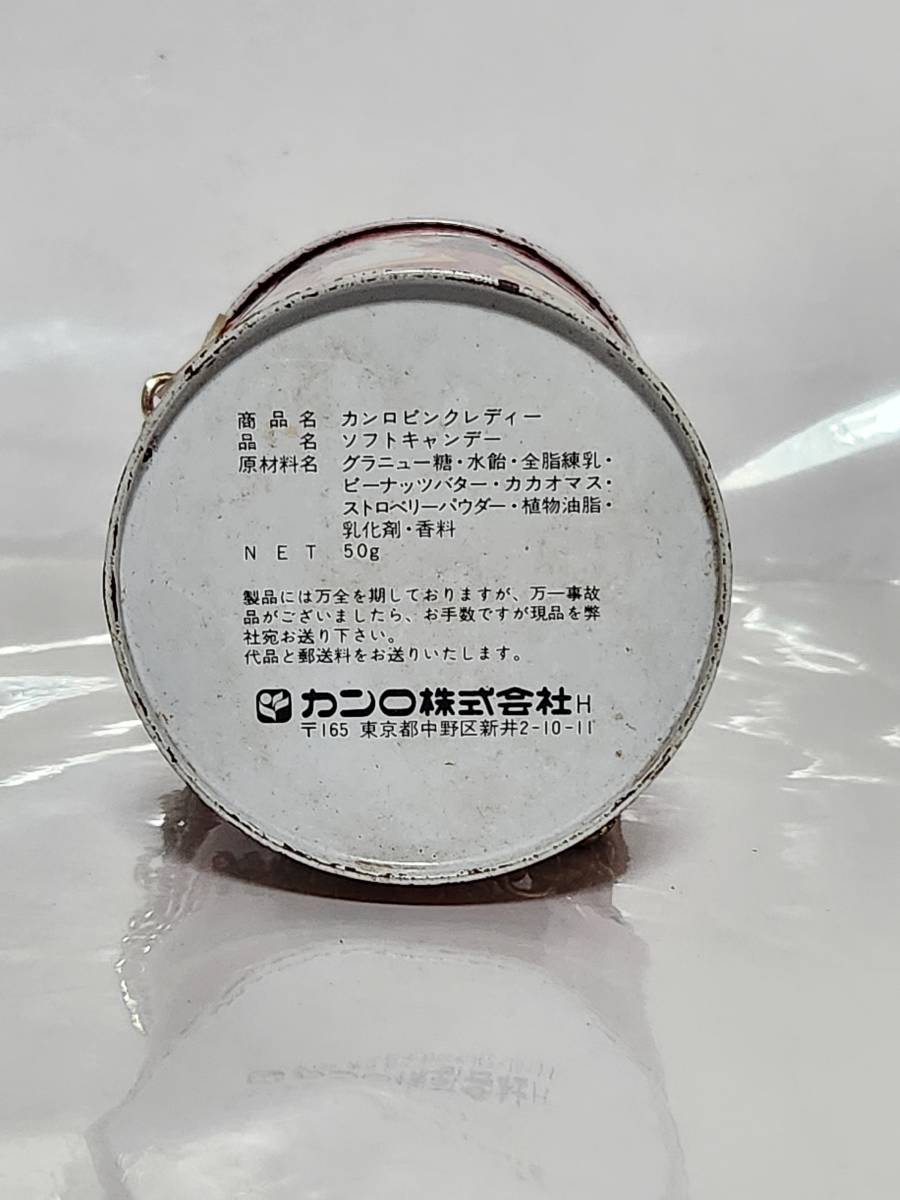 商品名 カンロピンクレディー
品名 ソフトキャンデー
原材料名 グラニュー糖・水飴・全脂練乳・
ピーナッツバター・カカオマス・
ストロベリーパウダー・植物油脂・
乳化剤・香料
NET 50g
製品には万全を期しておりますが、万一事故
品がございましたら、お手数ですが現品を弊
社宛お送り下さい。
代品と郵送料をお送りいたします。
カンロ株式会社H
〒165 東京都中野区新井2-10-11